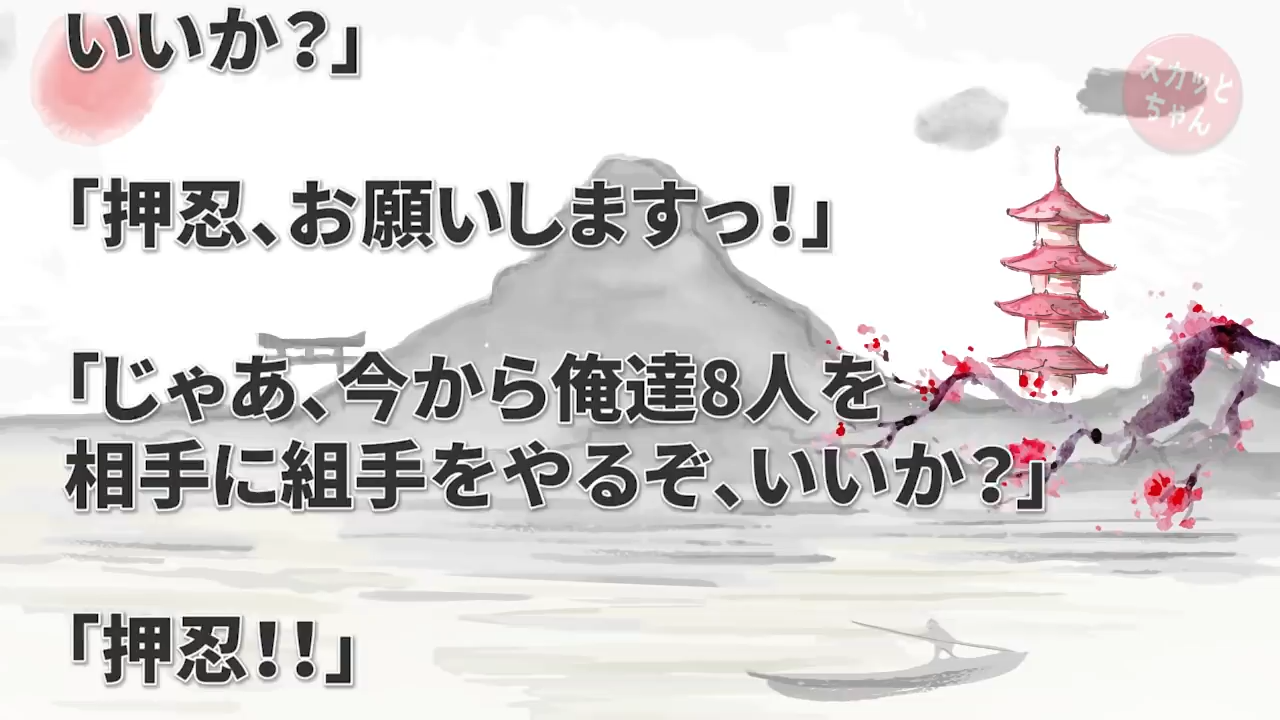 いいか?」
スカッと
ちゃん
「押忍、お願いしますっ!」
「じゃあ、今から俺達8人を
相手に組手をやるぞ、いいか?」
「押忍!!」